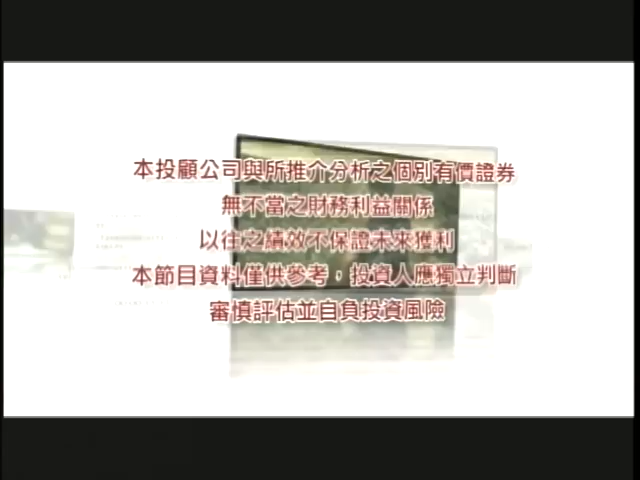 本投顧公司與所推介分析之個別有價證券
無不當之財務利益關係
以往之績效不保證未來獲利
本節目資料僅供參考，投資人應獨立判斷
審慎評估並自負投資風險